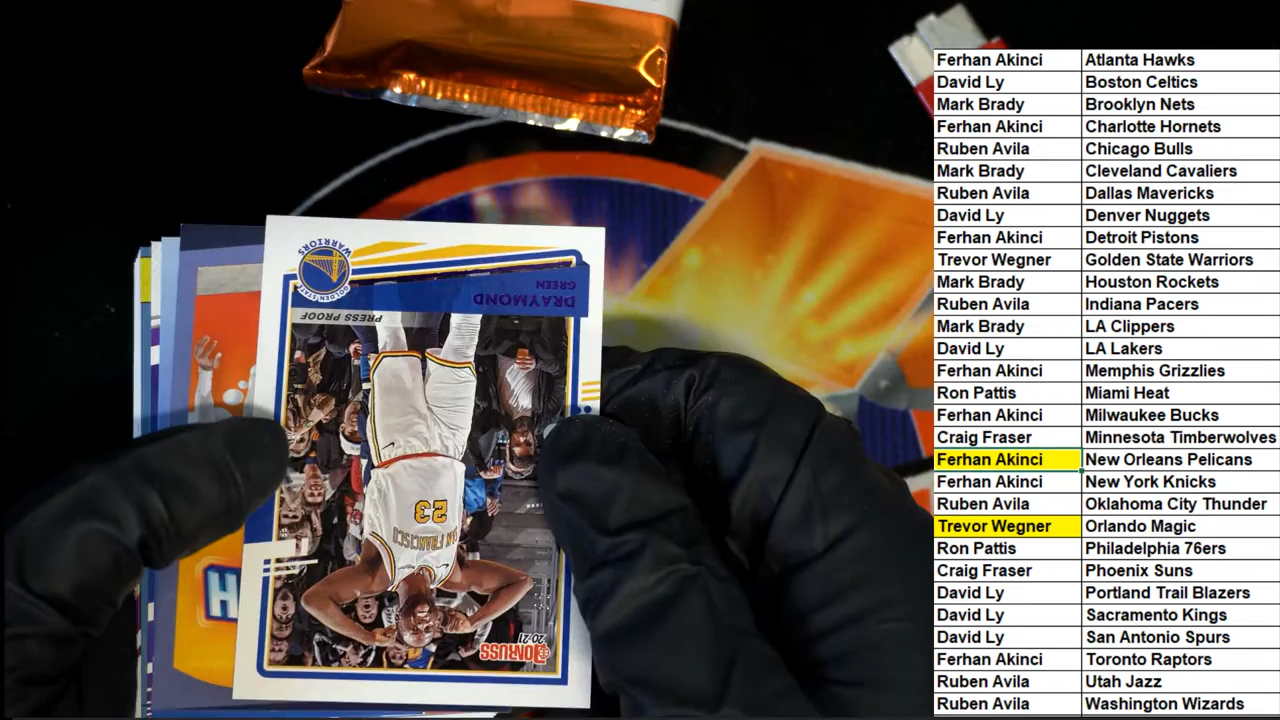 GOLDEN STATE
WARRIORS
DRAYMOND
GREEN
PRESS PROOF
23
SAN FRANCISCO
20-21
DONRUSS
H
Ferhan Akinci Atlanta Hawks
David Ly Boston Celtics
Mark Brady Brooklyn Nets
Ferhan Akinci Charlotte Hornets
Ruben Avila Chicago Bulls
Mark Brady Cleveland Cavaliers
Ruben Avila Dallas Mavericks
David Ly Denver Nuggets
Ferhan Akinci Detroit Pistons
Trevor Wegner Golden State Warriors
Mark Brady Houston Rockets
Ruben Avila Indiana Pacers
Mark Brady LA Clippers
David Ly LA Lakers
Ferhan Akinci Memphis Grizzlies
Ron Pattis Miami Heat
Ferhan Akinci Milwaukee Bucks
Craig Fraser Minnesota Timberwolves
Ferhan Akinci New Orleans Pelicans
Ferhan Akinci New York Knicks
Ruben Avila Oklahoma City Thunder
Trevor Wegner Orlando Magic
Ron Pattis Philadelphia 76ers
Craig Fraser Phoenix Suns
David Ly Portland Trail Blazers
David Ly Sacramento Kings
David Ly San Antonio Spurs
Ferhan Akinci Toronto Raptors
Ruben Avila Utah Jazz
Ruben Avila Washington Wizards